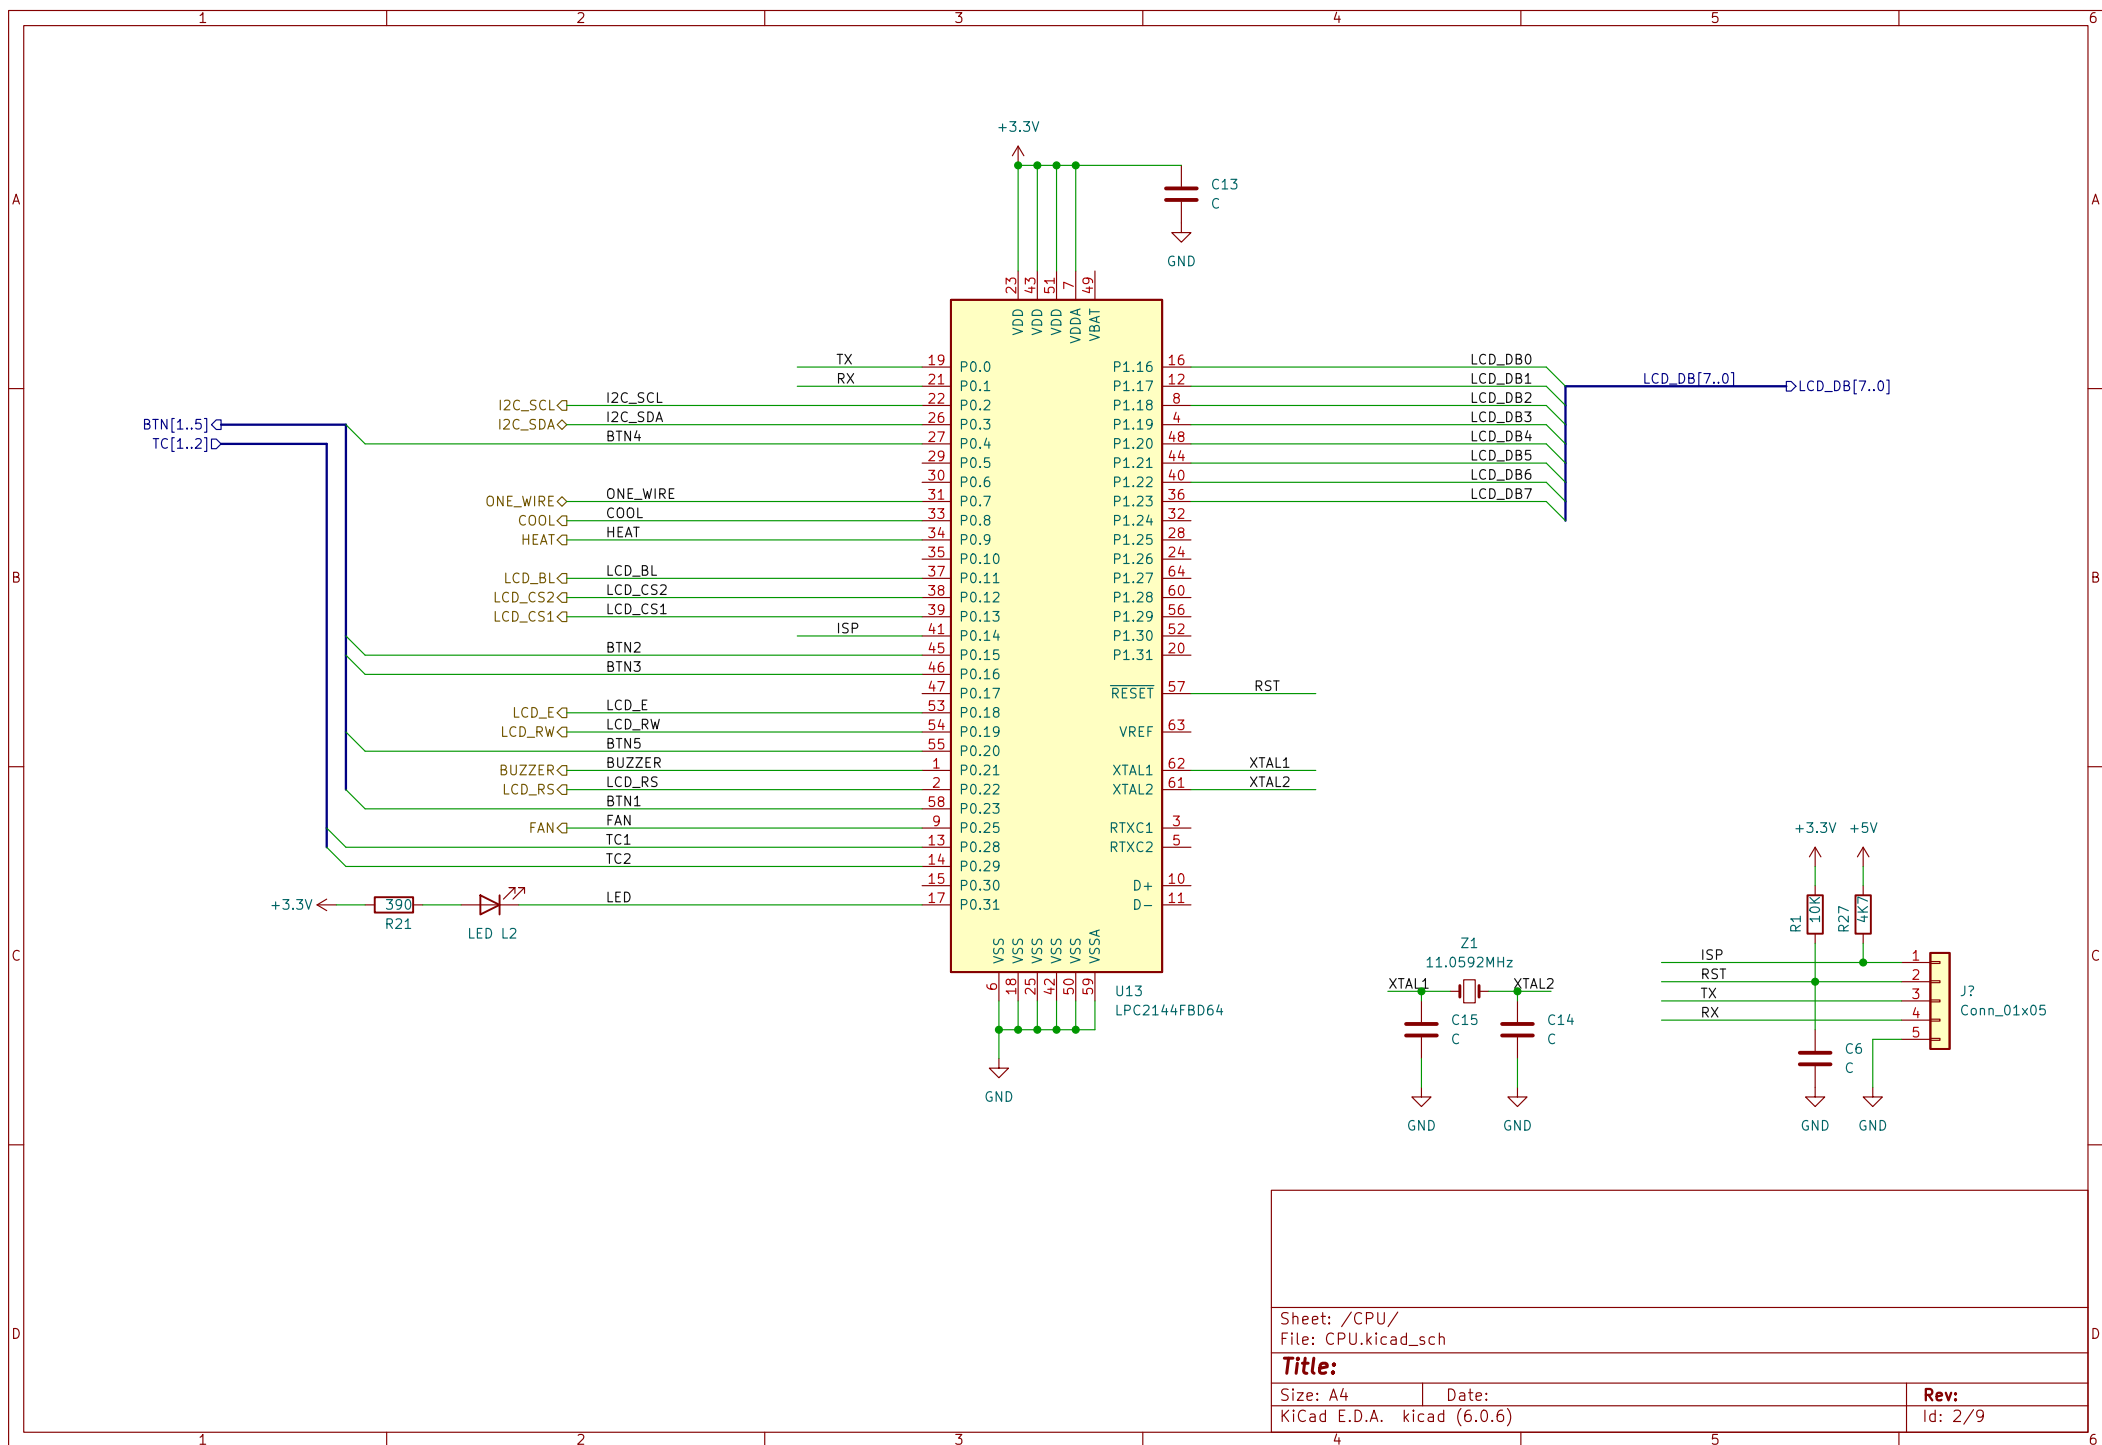 1 2 3 4 5 6
A
B
C
D
A
B
C
D
1 2 3 4 5 6
+3.3V
C13
C
GND
23 43 51 7 49
VDD VDD VDD VDDA VBAT
TX 19 P0.0
RX 21 P0.1
I2C_SCL I2C_SCL 22 P0.2
I2C_SDA I2C_SDA 26 P0.3
BTN[1..5]
TC[1..2]
BTN4 27 P0.4
29 P0.5
30 P0.6
ONE_WIRE ONE_WIRE 31 P0.7
COOL COOL 33 P0.8
HEAT HEAT 34 P0.9
35 P0.10
LCD_BL LCD_BL 37 P0.11
LCD_CS2 LCD_CS2 38 P0.12
LCD_CS1 LCD_CS1 39 P0.13
ISP 41 P0.14
BTN2 45 P0.15
BTN3 46 P0.16
47 P0.17
LCD_E LCD_E 53 P0.18
LCD_RW LCD_RW 54 P0.19
BTN5 55 P0.20
BUZZER BUZZER 1 P0.21
LCD_RS LCD_RS 2 P0.22
BTN1 58 P0.23
FAN FAN 9 P0.25
TC1 13 P0.28
TC2 14 P0.29
15 P0.30
+3.3V 390 LED 17 P0.31
R21
LED L2
P1.16 16 LCD_DB0
P1.17 12 LCD_DB1
P1.18 8 LCD_DB2
P1.19 4 LCD_DB3
P1.20 48 LCD_DB4
P1.21 44 LCD_DB5
P1.22 40 LCD_DB6
P1.23 36 LCD_DB7
LCD_DB[7..0] LCD_DB[7..0]
P1.24 32
P1.25 28
P1.26 24
P1.27 64
P1.28 60
P1.29 56
P1.30 52
P1.31 20
RESET 57 RST
VREF 63
XTAL1 62 XTAL1
XTAL2 61 XTAL2
RTXC1 3
RTXC2 5
D+ 10
D- 11
VSS VSS VSS VSS VSS VSSA
6 18 25 42 50 59
U13
LPC2144FBD64
GND
Z1
11.0592MHz
XTAL1 XTAL2
C15
C
C14
C
GND GND
+3.3V +5V
R1 10K R27 4K7
ISP 1
RST 2
TX 3
RX 4
5
J?
Conn_01x05
C6
C
GND GND
Sheet: /CPU/
File: CPU.kicad_sch
Title:
Size: A4 Date: Rev:
KiCad E.D.A. kicad (6.0.6) Id: 2/9